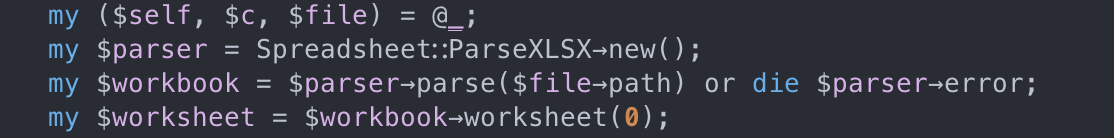 my ($self, $c, $file) = @_;
my $parser = Spreadsheet::ParseXLSX→new();
my $workbook = $parser→parse($file→path) or die $parser→error;
my $worksheet = $workbook→worksheet(0);